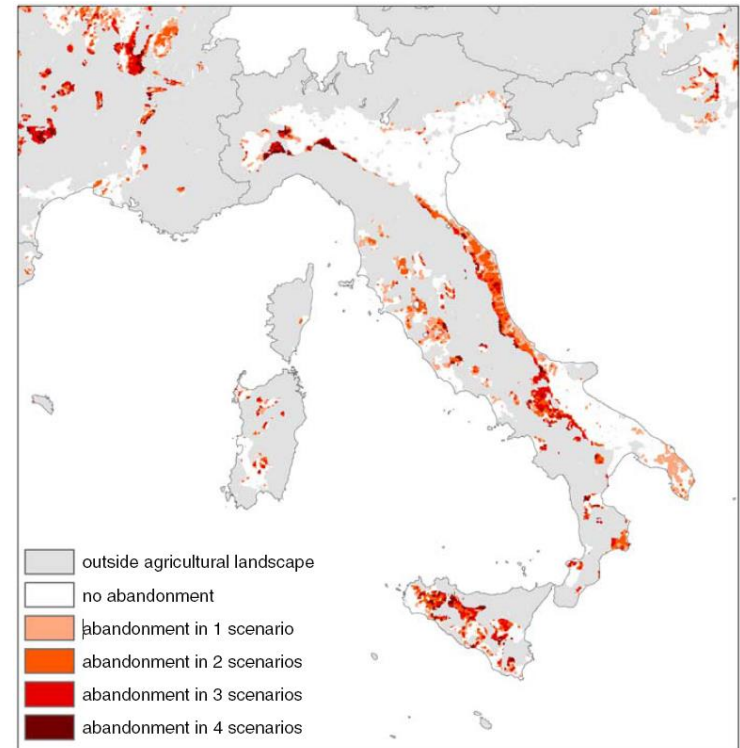 outside agricultural landscape
no abandonment
abandonment in 1 scenario
abandonment in 2 scenarios
abandonment in 3 scenarios
abandonment in 4 scenarios